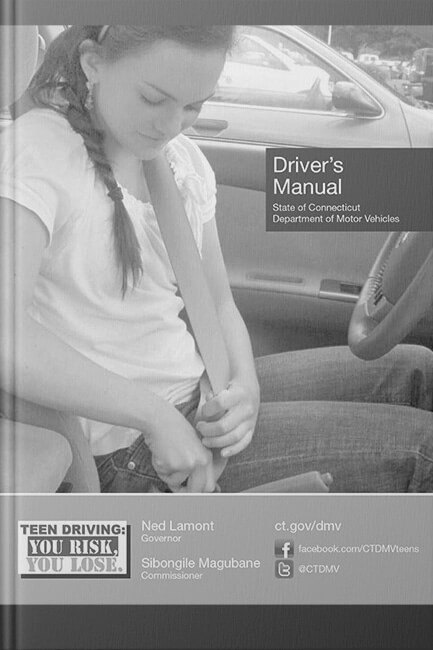 Driver's
Manual
State of Connecticut
Department of Motor Vehicles
TEEN DRIVING:
YOU RISK,
YOU LOSE.
Ned Lamont
Governor
Sibongile Magubane
Commissioner
ct.gov/dmv
facebook.com/CTDMVteens
@CTDMV